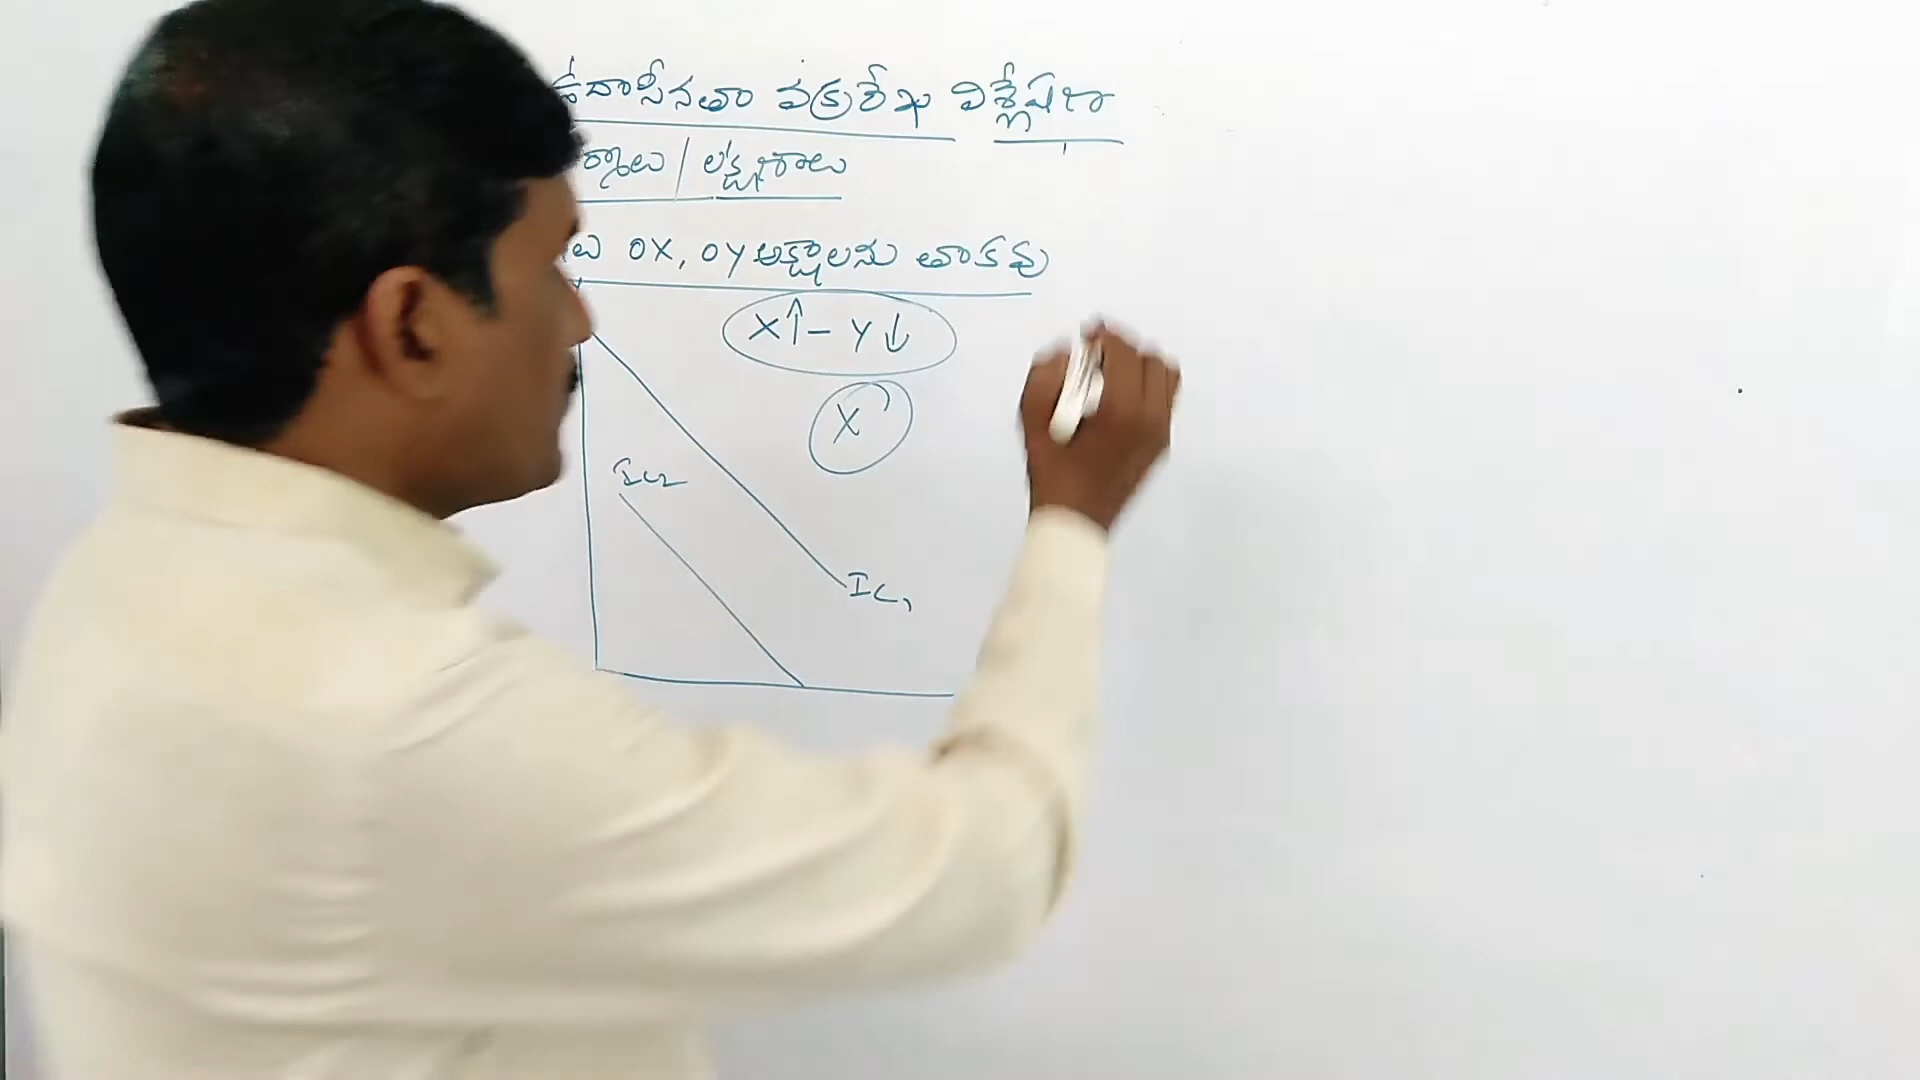 ఉదాసీనతా వక్రరేఖ విశ్లేషణ
/ లక్షణాలు
OX, OY అక్షాలను తాకవు
X↑ – Y↓
X
IC2
IC1